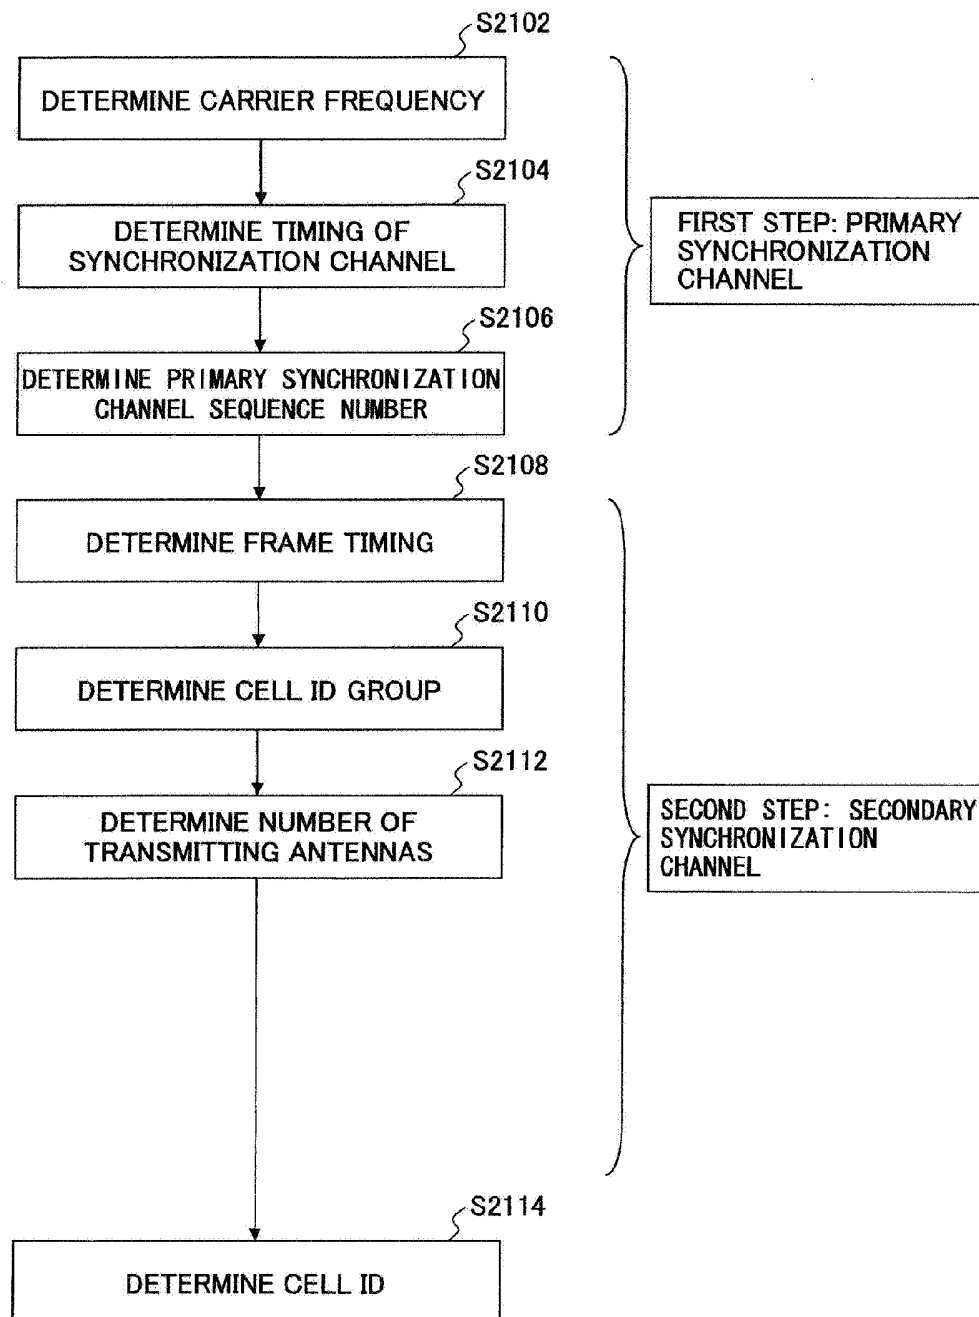 S2102
DETERMINE CARRIER FREQUENCY
S2104
DETERMINE TIMING OF
SYNCHRONIZATION CHANNEL
FIRST STEP: PRIMARY
SYNCHRONIZATION
CHANNEL
S2106
DETERMINE PRIMARY SYNCHRONIZATION
CHANNEL SEQUENCE NUMBER
S2108
DETERMINE FRAME TIMING
S2110
DETERMINE CELL ID GROUP
S2112
DETERMINE NUMBER OF
TRANSMITTING ANTENNAS
SECOND STEP: SECONDARY
SYNCHRONIZATION
CHANNEL
S2114
DETERMINE CELL ID